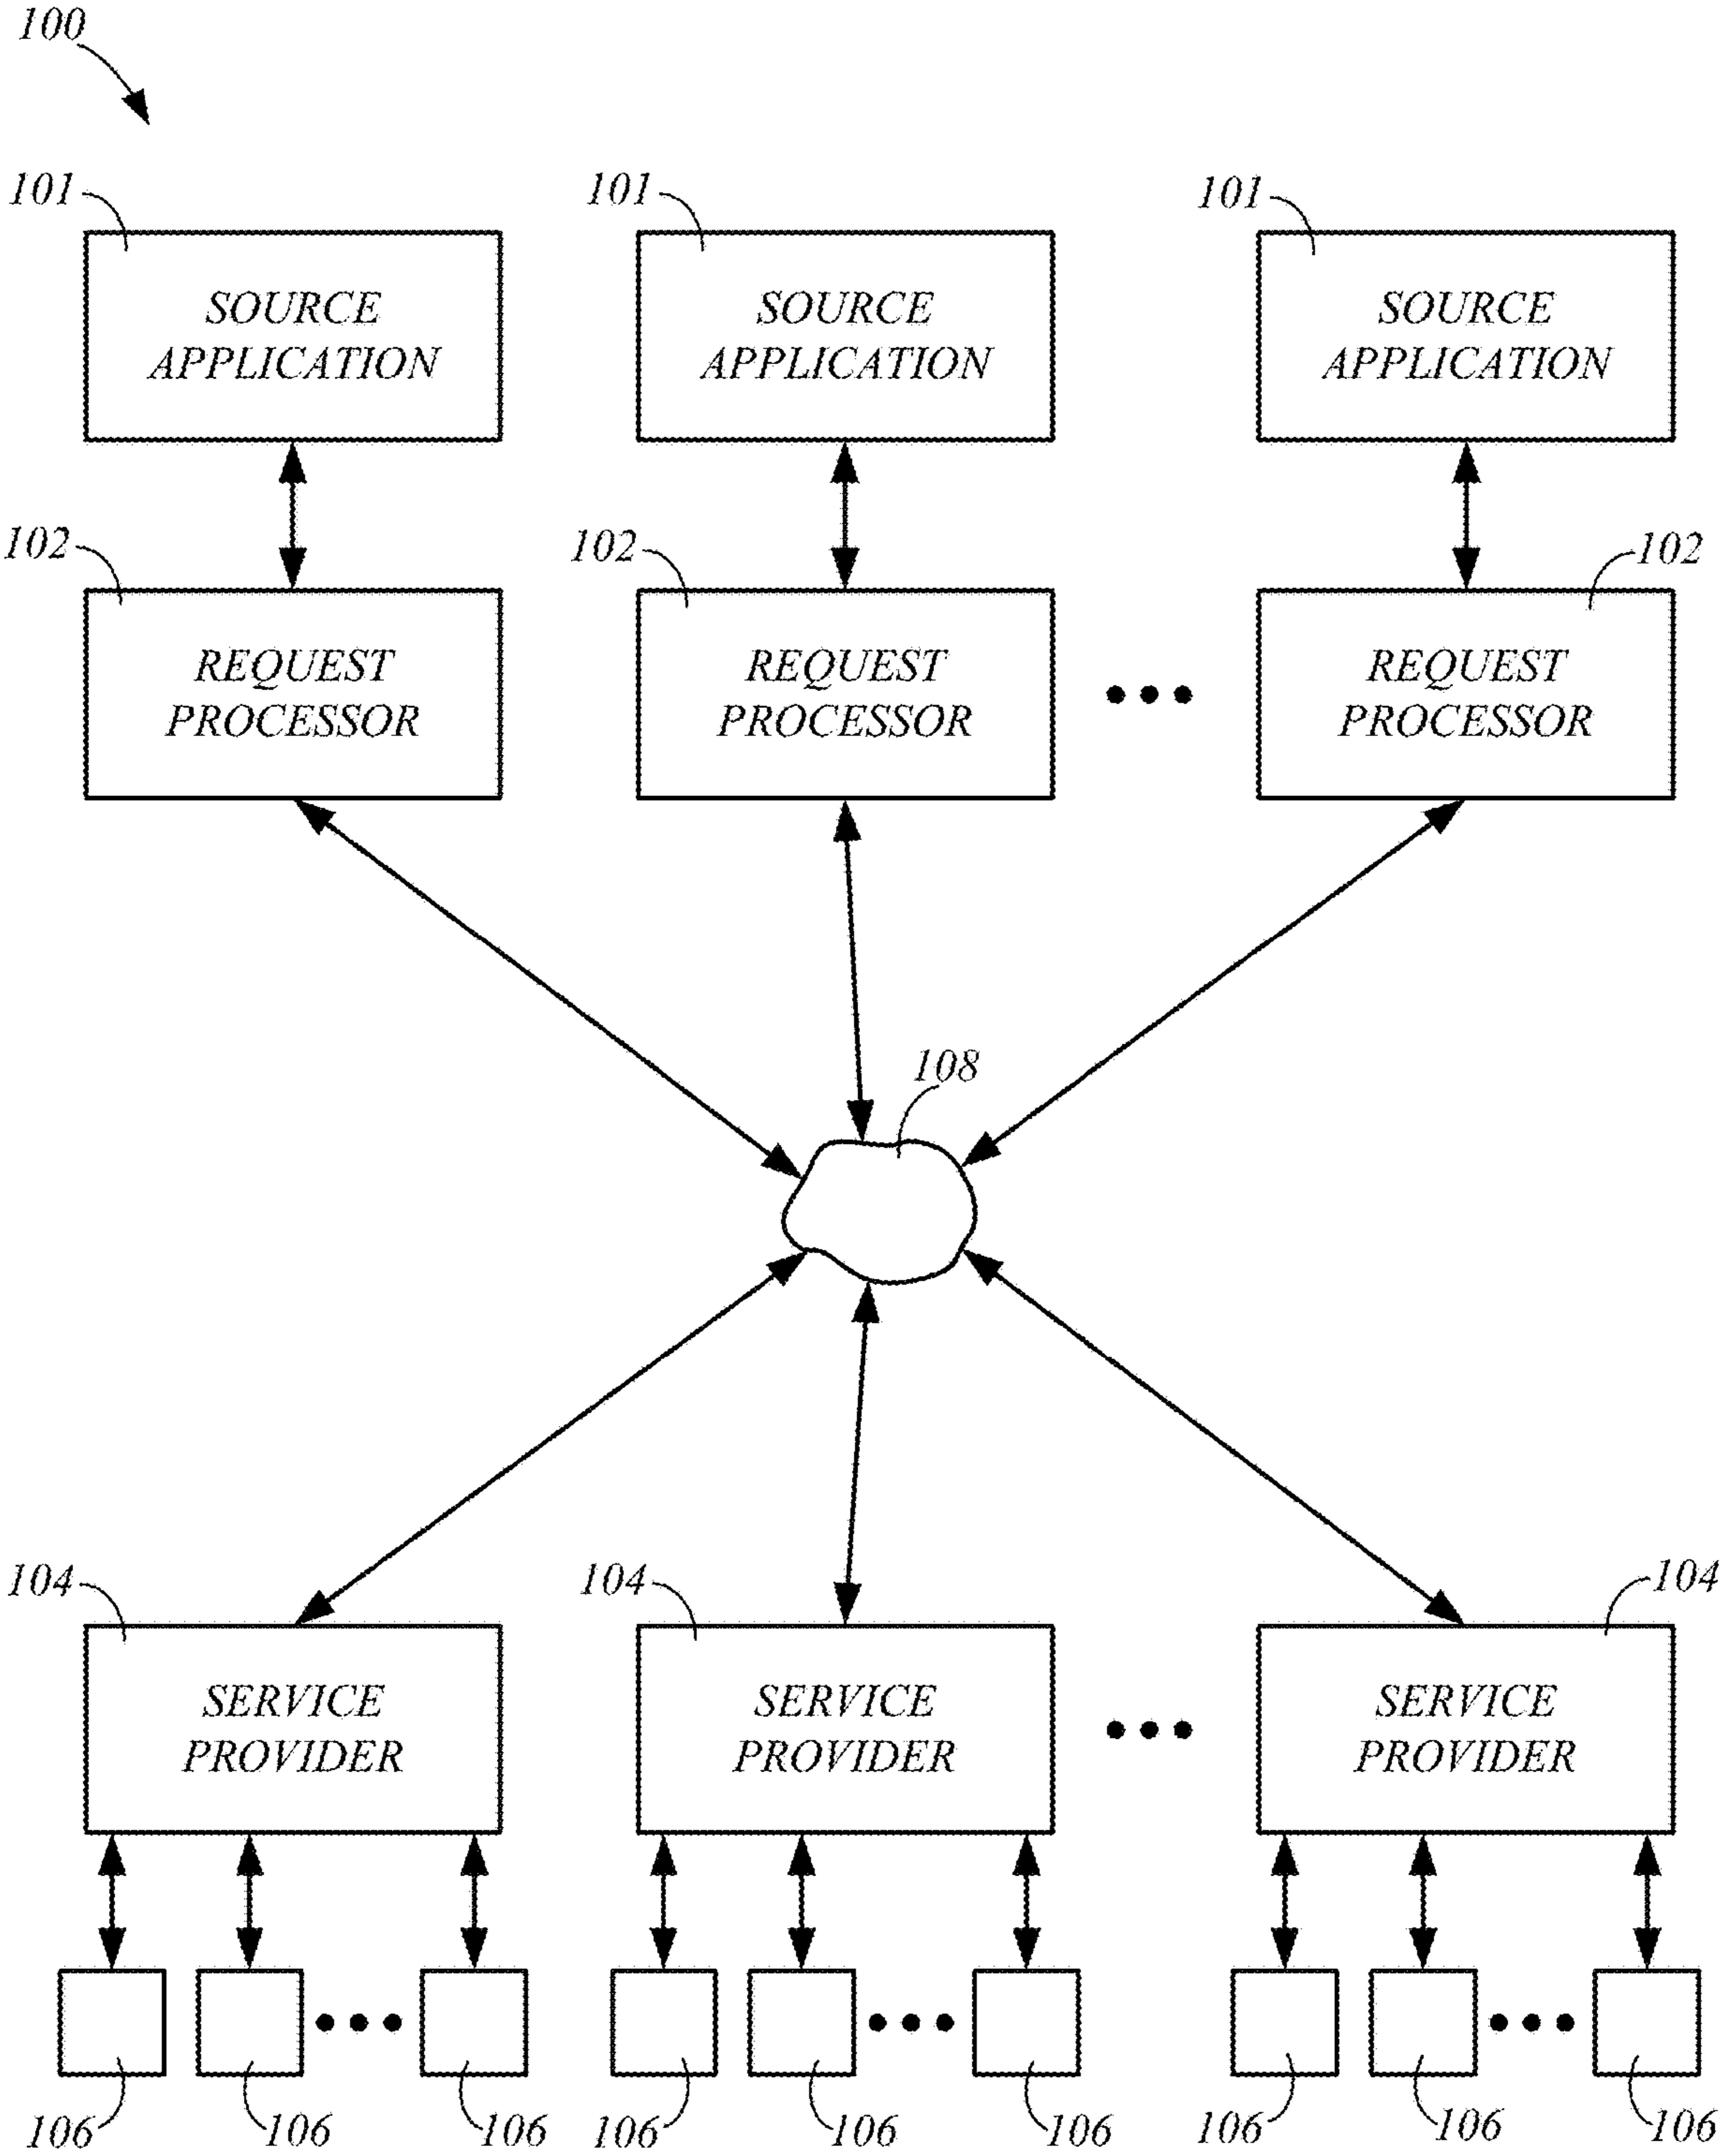 100
101
101
101
SOURCE
APPLICATION
SOURCE
APPLICATION
SOURCE
APPLICATION
102
102
102
REQUEST
PROCESSOR
REQUEST
PROCESSOR
REQUEST
PROCESSOR
108
104
104
104
SERVICE
PROVIDER
SERVICE
PROVIDER
SERVICE
PROVIDER
106
106
106
106
106
106
106
106
106